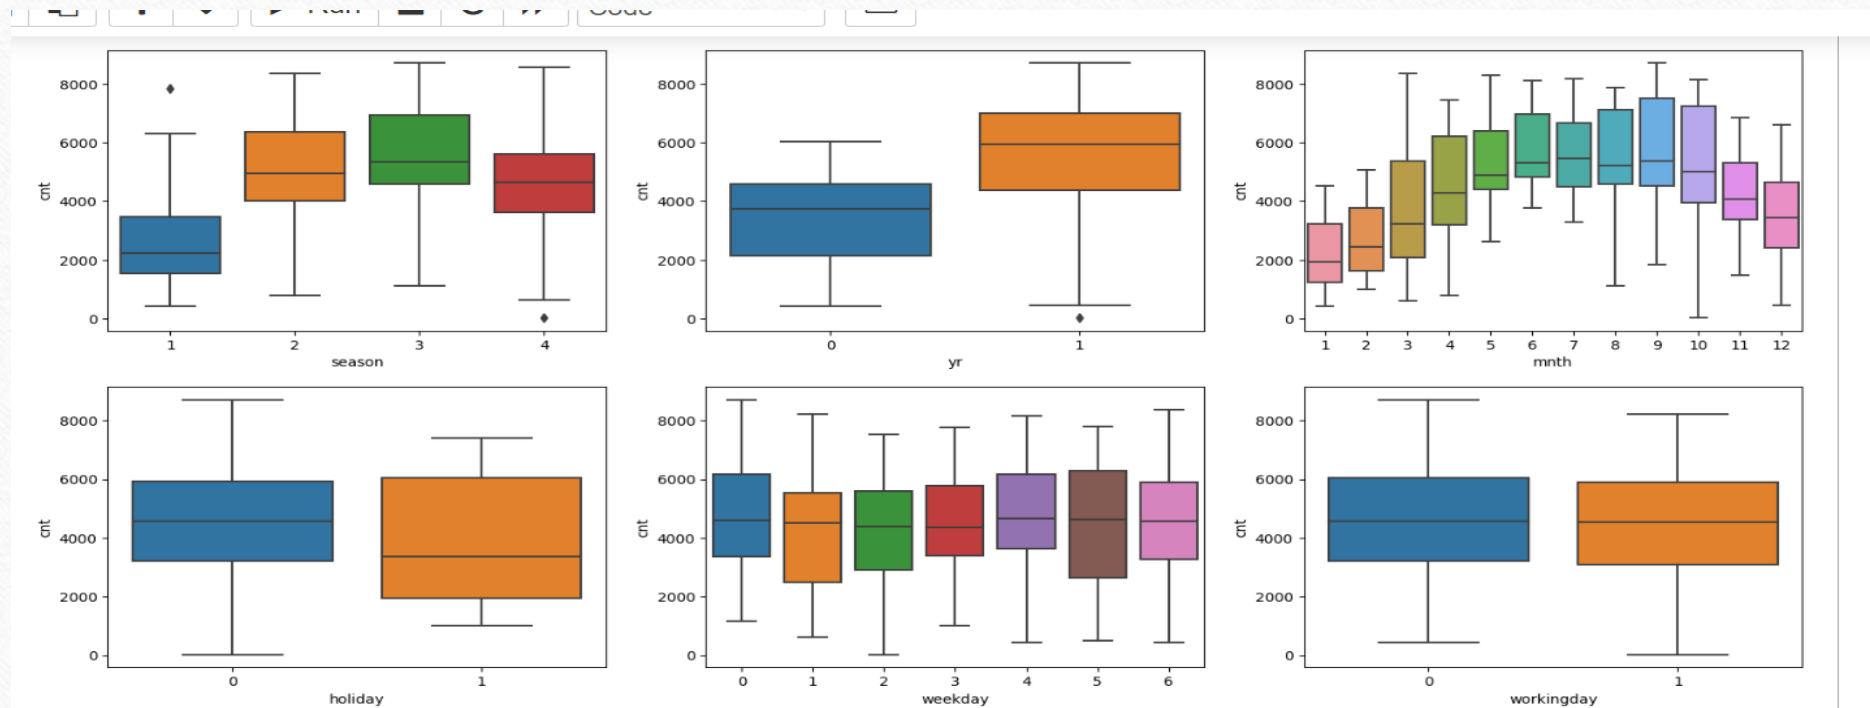 Run Code
cnt 8000 6000 4000 2000 0
1 2 3 4
season
cnt 8000 6000 4000 2000 0
0 1
yr
cnt 8000 6000 4000 2000 0
1 2 3 4 5 6 7 8 9 10 11 12
mnth
cnt 8000 6000 4000 2000 0
0 1
holiday
cnt 8000 6000 4000 2000 0
0 1 2 3 4 5 6
weekday
cnt 8000 6000 4000 2000 0
0 1
workingday